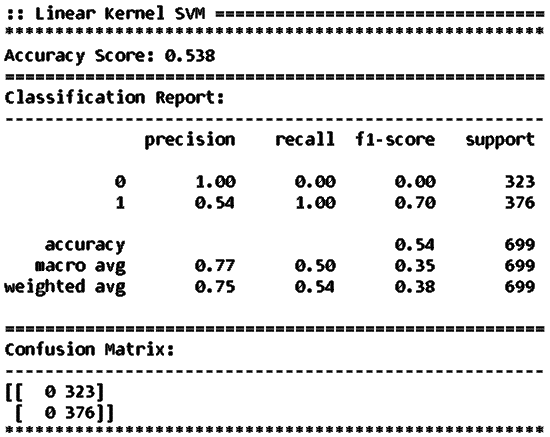 :: Linear Kernel SVM =================================
******************************************************
Accuracy Score: 0.538
======================================================
Classification Report:
------------------------------------------------------
precision recall f1-score support
0 1.00 0.00 0.00 323
1 0.54 1.00 0.70 376
accuracy 0.54 699
macro avg 0.77 0.50 0.35 699
weighted avg 0.75 0.54 0.38 699
======================================================
Confusion Matrix:
------------------------------------------------------
[[ 0 323]
[ 0 376]]
******************************************************